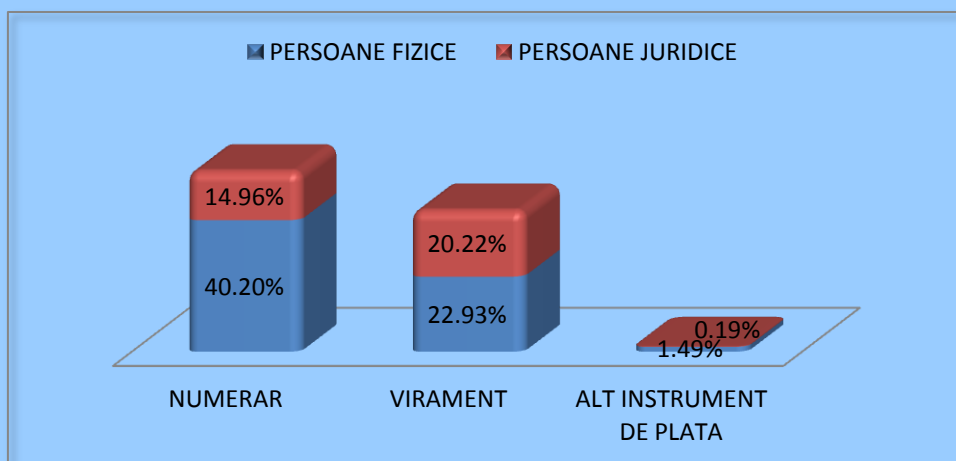 PERSOANE FIZICE PERSOANE JURIDICE
14.96% 20.22%
40.20% 22.93% 0.19%
1.49%
NUMERAR VIRAMENT ALT INSTRUMENT
DE PLATA